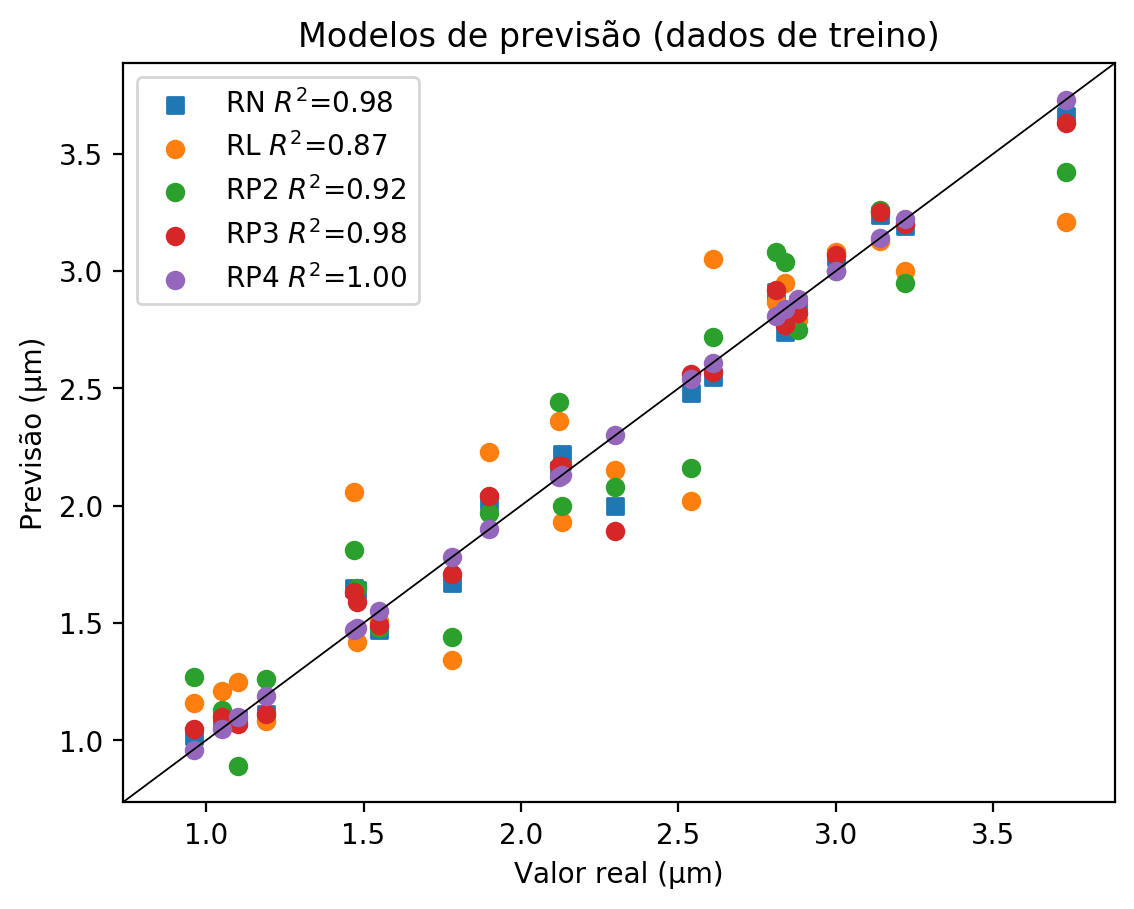 Modelos de previsão (dados de treino)
RN R²=0.98
RL R²=0.87
RP2 R²=0.92
RP3 R²=0.98
RP4 R²=1.00
3.5
3.0
2.5
2.0
1.5
1.0
Previsão (μm)
1.0 1.5 2.0 2.5 3.0 3.5
Valor real (μm)